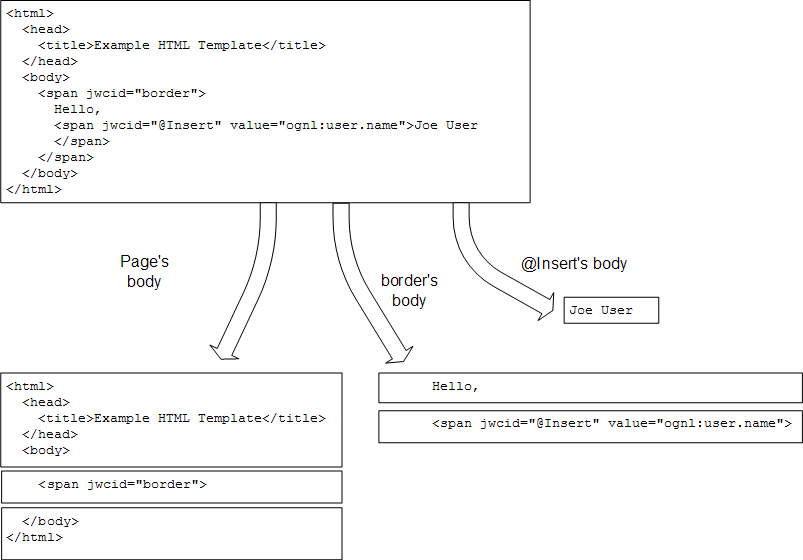 <html>
  <head>
    <title>Example HTML Template</title>
  </head>
  <body>
    <span jwcid="border">
      Hello,
      <span jwcid="@Insert" value="ognl:user.name">Joe User
      </span>
    </span>
  </body>
</html>
Page's
body
border's
body
@Insert's body
Joe User
<html>
  <head>
    <title>Example HTML Template</title>
  </head>
  <body>
    <span jwcid="border">
  </body>
</html>
Hello,
<span jwcid="@Insert" value="ognl:user.name">